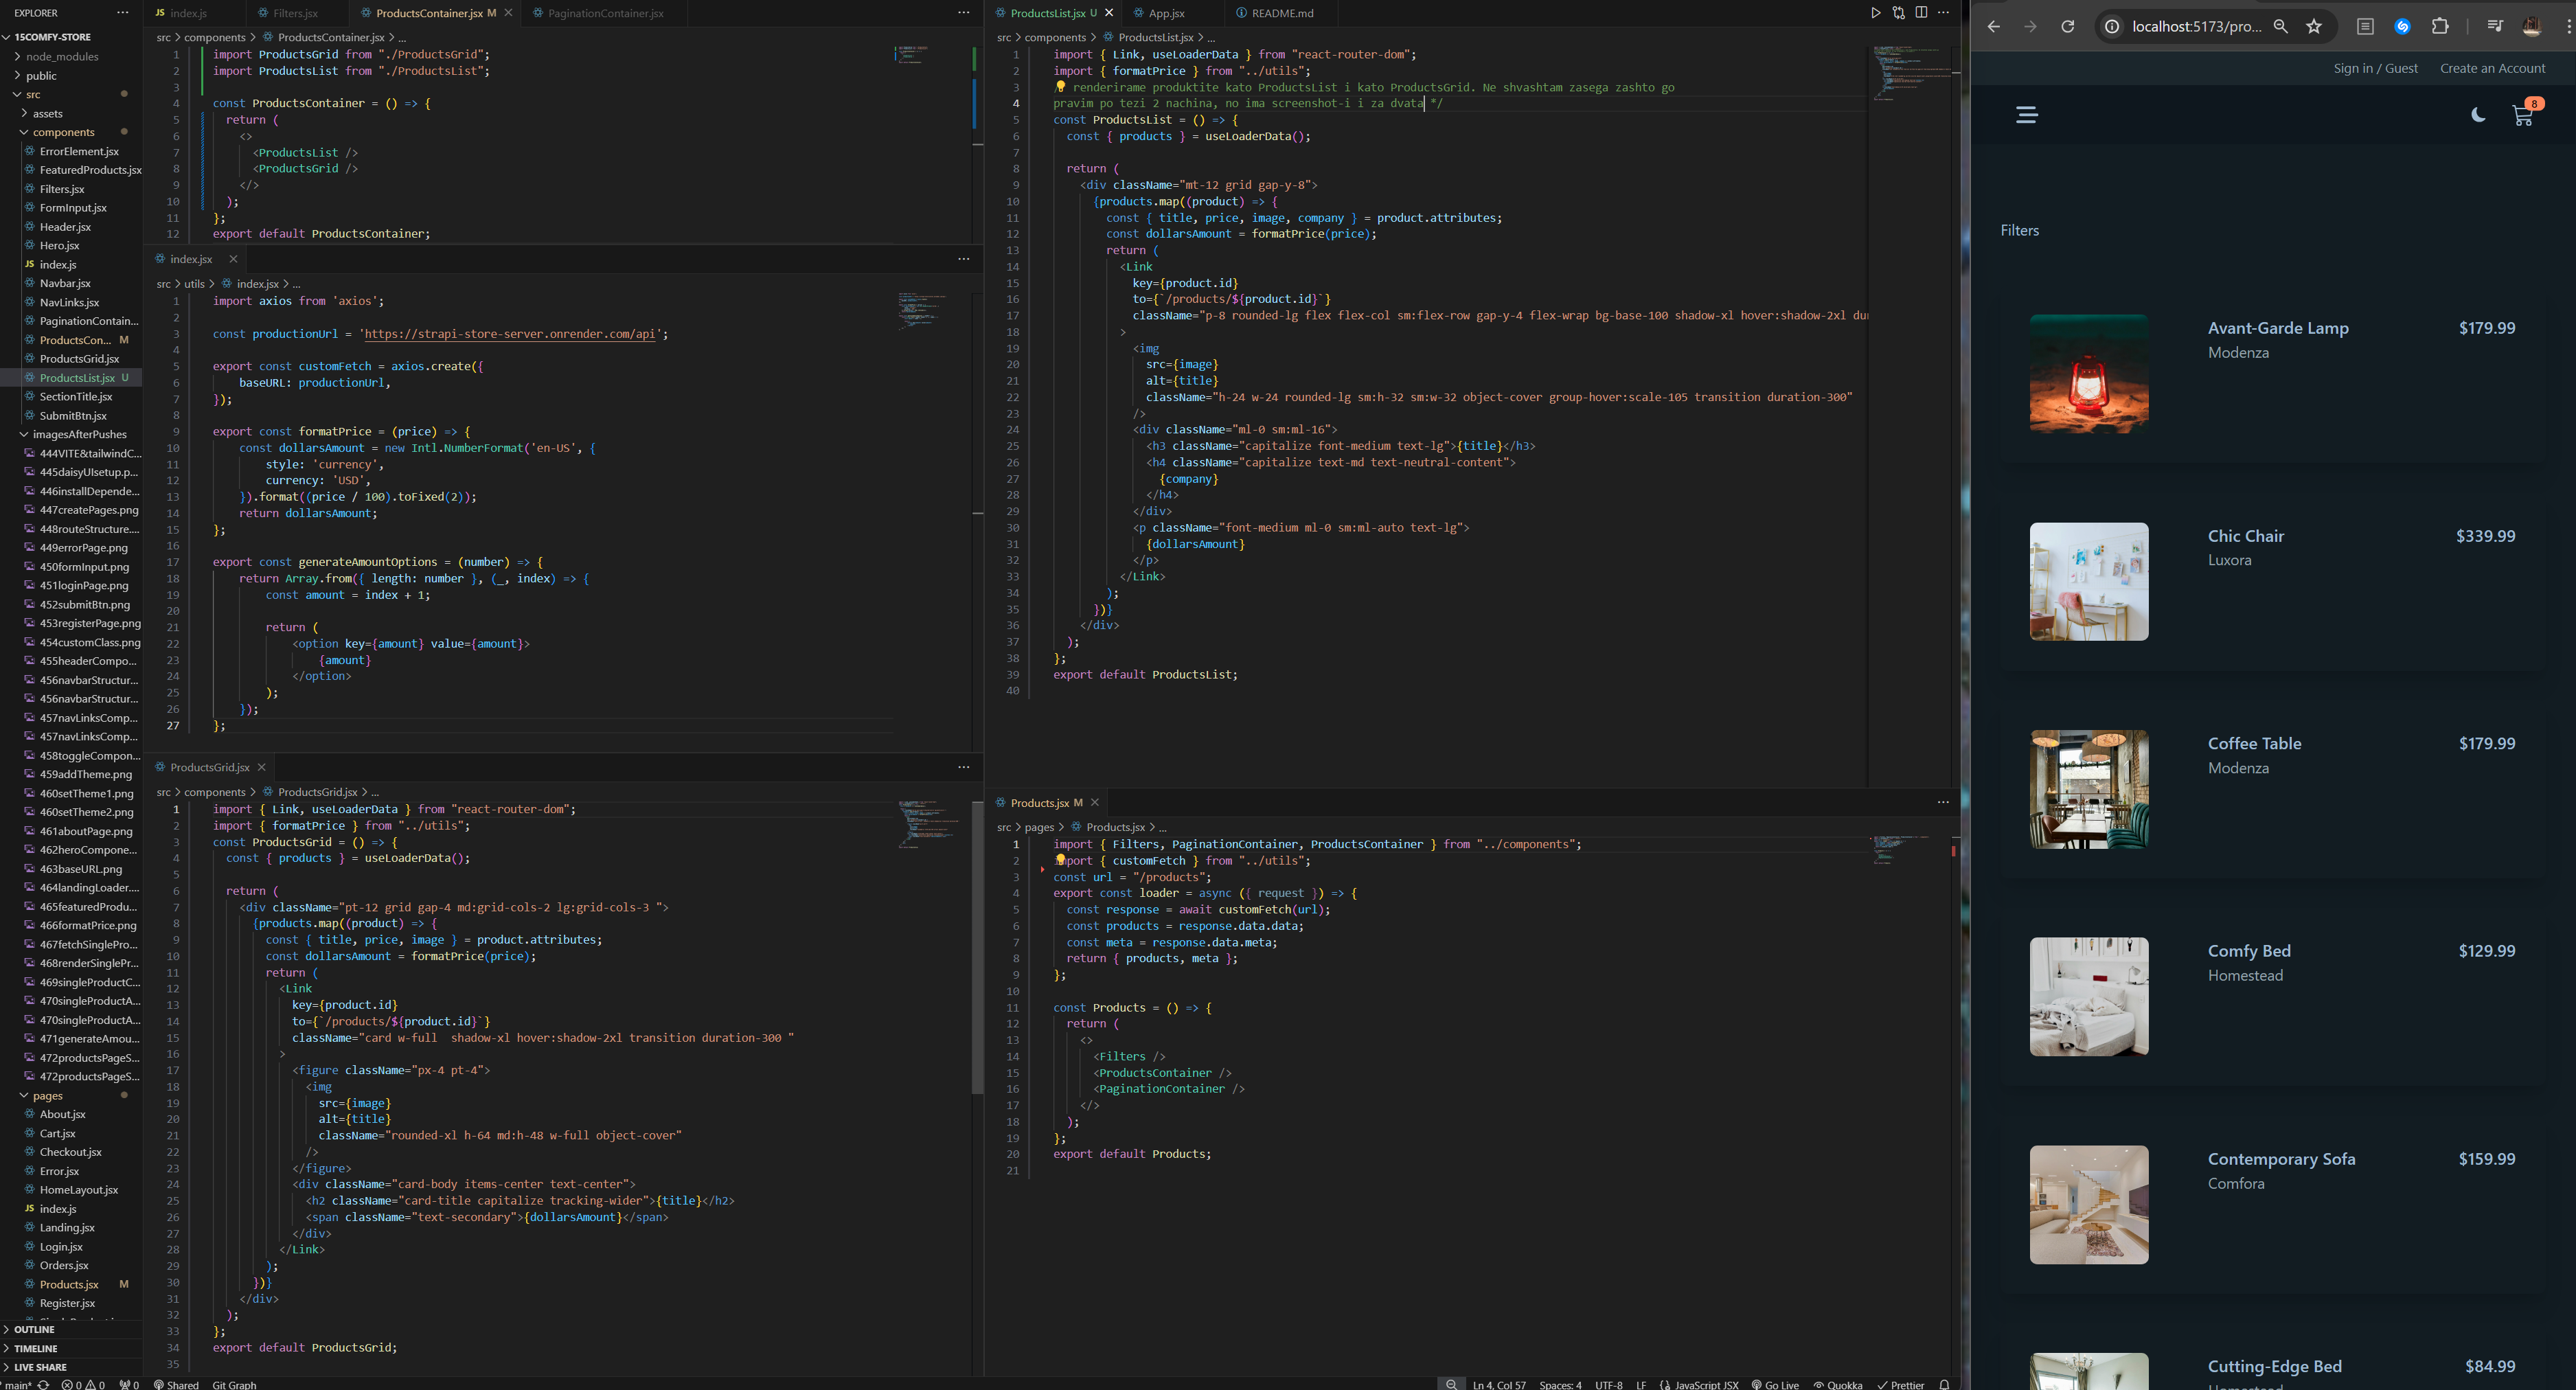 EXPLORER
15COMFY-STORE
node_modules
public
src
assets
components
ErrorElement.jsx
FeaturedProducts.jsx
Filters.jsx
FormInput.jsx
Header.jsx
Hero.jsx
JS index.js
Navbar.jsx
NavLinks.jsx
PaginationContain...
ProductsCon... M
ProductsGrid.jsx
ProductsList.jsx U
SectionTitle.jsx
SubmitBtn.jsx
imagesAfterPushes
444VITE&tailwindC...
445daisyUIsetup.p...
446installDepende...
447createPages.png
448routeStructure....
449errorPage.png
450formInput.png
451loginPage.png
452submitBtn.png
453registerPage.png
454customClass.png
455headerCompo...
456navbarStructur...
456navbarStructur...
457navLinksComp...
457navLinksComp...
458toggleCompon...
459addTheme.png
460setTheme1.png
460setTheme2.png
461aboutPage.png
462heroCompone...
463baseURL.png
464landingLoader....
465featuredProdu...
466formatPrice.png
467fetchSinglePro...
468renderSinglePr...
469singleProductC...
470singleProductA...
470singleProductA...
471generateAmou...
472productsPageS...
472productsPageS...
pages
About.jsx
Cart.jsx
Checkout.jsx
Error.jsx
HomeLayout.jsx
JS index.js
Landing.jsx
Login.jsx
Orders.jsx
Products.jsx M
Register.jsx
OUTLINE
TIMELINE
LIVE SHARE
JS index.js Filters.jsx ProductsContainer.jsx M PaginationContainer.jsx
src > components > ProductsContainer.jsx > ...
1 import ProductsGrid from "./ProductsGrid";
2 import ProductsList from "./ProductsList";
3
4 const ProductsContainer = () => {
5 return (
6 <>
7 <ProductsList />
8 <ProductsGrid />
9 </>
10 );
11 };
12 export default ProductsContainer;
index.jsx
src > utils > index.jsx > ...
1 import axios from 'axios';
2
3 const productionUrl = 'https://strapi-store-server.onrender.com/api';
4
5 export const customFetch = axios.create({
6 baseURL: productionUrl,
7 });
8
9 export const formatPrice = (price) => {
10 const dollarsAmount = new Intl.NumberFormat('en-US', {
11 style: 'currency',
12 currency: 'USD',
13 }).format((price / 100).toFixed(2));
14 return dollarsAmount;
15 };
16
17 export const generateAmountOptions = (number) => {
18 return Array.from({ length: number }, (_, index) => {
19 const amount = index + 1;
20
21 return (
22 <option key={amount} value={amount}>
23 {amount}
24 </option>
25 );
26 });
27 };
ProductsGrid.jsx
src > components > ProductsGrid.jsx > ...
1 import { Link, useLoaderData } from "react-router-dom";
2 import { formatPrice } from "../utils";
3 const ProductsGrid = () => {
4 const { products } = useLoaderData();
5
6 return (
7 <div className="pt-12 grid gap-4 md:grid-cols-2 lg:grid-cols-3 ">
8 {products.map((product) => {
9 const { title, price, image } = product.attributes;
10 const dollarsAmount = formatPrice(price);
11 return (
12 <Link
13 key={product.id}
14 to={`/products/${product.id}`}
15 className="card w-full  shadow-xl hover:shadow-2xl transition duration-300 "
16 >
17 <figure className="px-4 pt-4">
18 <img
19 src={image}
20 alt={title}
21 className="rounded-xl h-64 md:h-48 w-full object-cover"
22 />
23 </figure>
24 <div className="card-body items-center text-center">
25 <h2 className="card-title capitalize tracking-wider">{title}</h2>
26 <span className="text-secondary">{dollarsAmount}</span>
27 </div>
28 </Link>
29 );
30 })}
31 </div>
32 );
33 };
34 export default ProductsGrid;
35
ProductsList.jsx U App.jsx README.md
src > components > ProductsList.jsx > ...
1 import { Link, useLoaderData } from "react-router-dom";
2 import { formatPrice } from "../utils";
3 / renderirame produktite kato ProductsList i kato ProductsGrid. Ne shvashtam zasega zashto go
4 pravim po tezi 2 nachina, no ima screenshot-i i za dvata */
5 const ProductsList = () => {
6 const { products } = useLoaderData();
7
8 return (
9 <div className="mt-12 grid gap-y-8">
10 {products.map((product) => {
11 const { title, price, image, company } = product.attributes;
12 const dollarsAmount = formatPrice(price);
13 return (
14 <Link
15 key={product.id}
16 to={`/products/${product.id}`}
17 className="p-8 rounded-lg flex flex-col sm:flex-row gap-y-4 flex-wrap bg-base-100 shadow-xl hover:shadow-2xl du
18 >
19 <img
20 src={image}
21 alt={title}
22 className="h-24 w-24 rounded-lg sm:h-32 sm:w-32 object-cover group-hover:scale-105 transition duration-300"
23 />
24 <div className="ml-0 sm:ml-16">
25 <h3 className="capitalize font-medium text-lg">{title}</h3>
26 <h4 className="capitalize text-md text-neutral-content">
27 {company}
28 </h4>
29 </div>
30 <p className="font-medium ml-0 sm:ml-auto text-lg">
31 {dollarsAmount}
32 </p>
33 </Link>
34 );
35 })}
36 </div>
37 );
38 };
39 export default ProductsList;
40
Products.jsx M
src > pages > Products.jsx > ...
1 import { Filters, PaginationContainer, ProductsContainer } from "../components";
2 import { customFetch } from "../utils";
3 const url = "/products";
4 export const loader = async ({ request }) => {
5 const response = await customFetch(url);
6 const products = response.data.data;
7 const meta = response.data.meta;
8 return { products, meta };
9 };
10
11 const Products = () => {
12 return (
13 <>
14 <Filters />
15 <ProductsContainer />
16 <PaginationContainer />
17 </>
18 );
19 };
20 export default Products;
21
main* 0 0 0 Shared Git Graph
Ln 4, Col 57 Spaces: 4 UTF-8 LF {} JavaScript JSX Go Live Quokka Prettier
localhost:5173/pro...
Sign in / Guest Create an Account
8
Filters
Avant-Garde Lamp $179.99
Modenza
Chic Chair $339.99
Luxora
Coffee Table $179.99
Modenza
Comfy Bed $129.99
Homestead
Contemporary Sofa $159.99
Comfora
Cutting-Edge Bed $84.99
Homestead